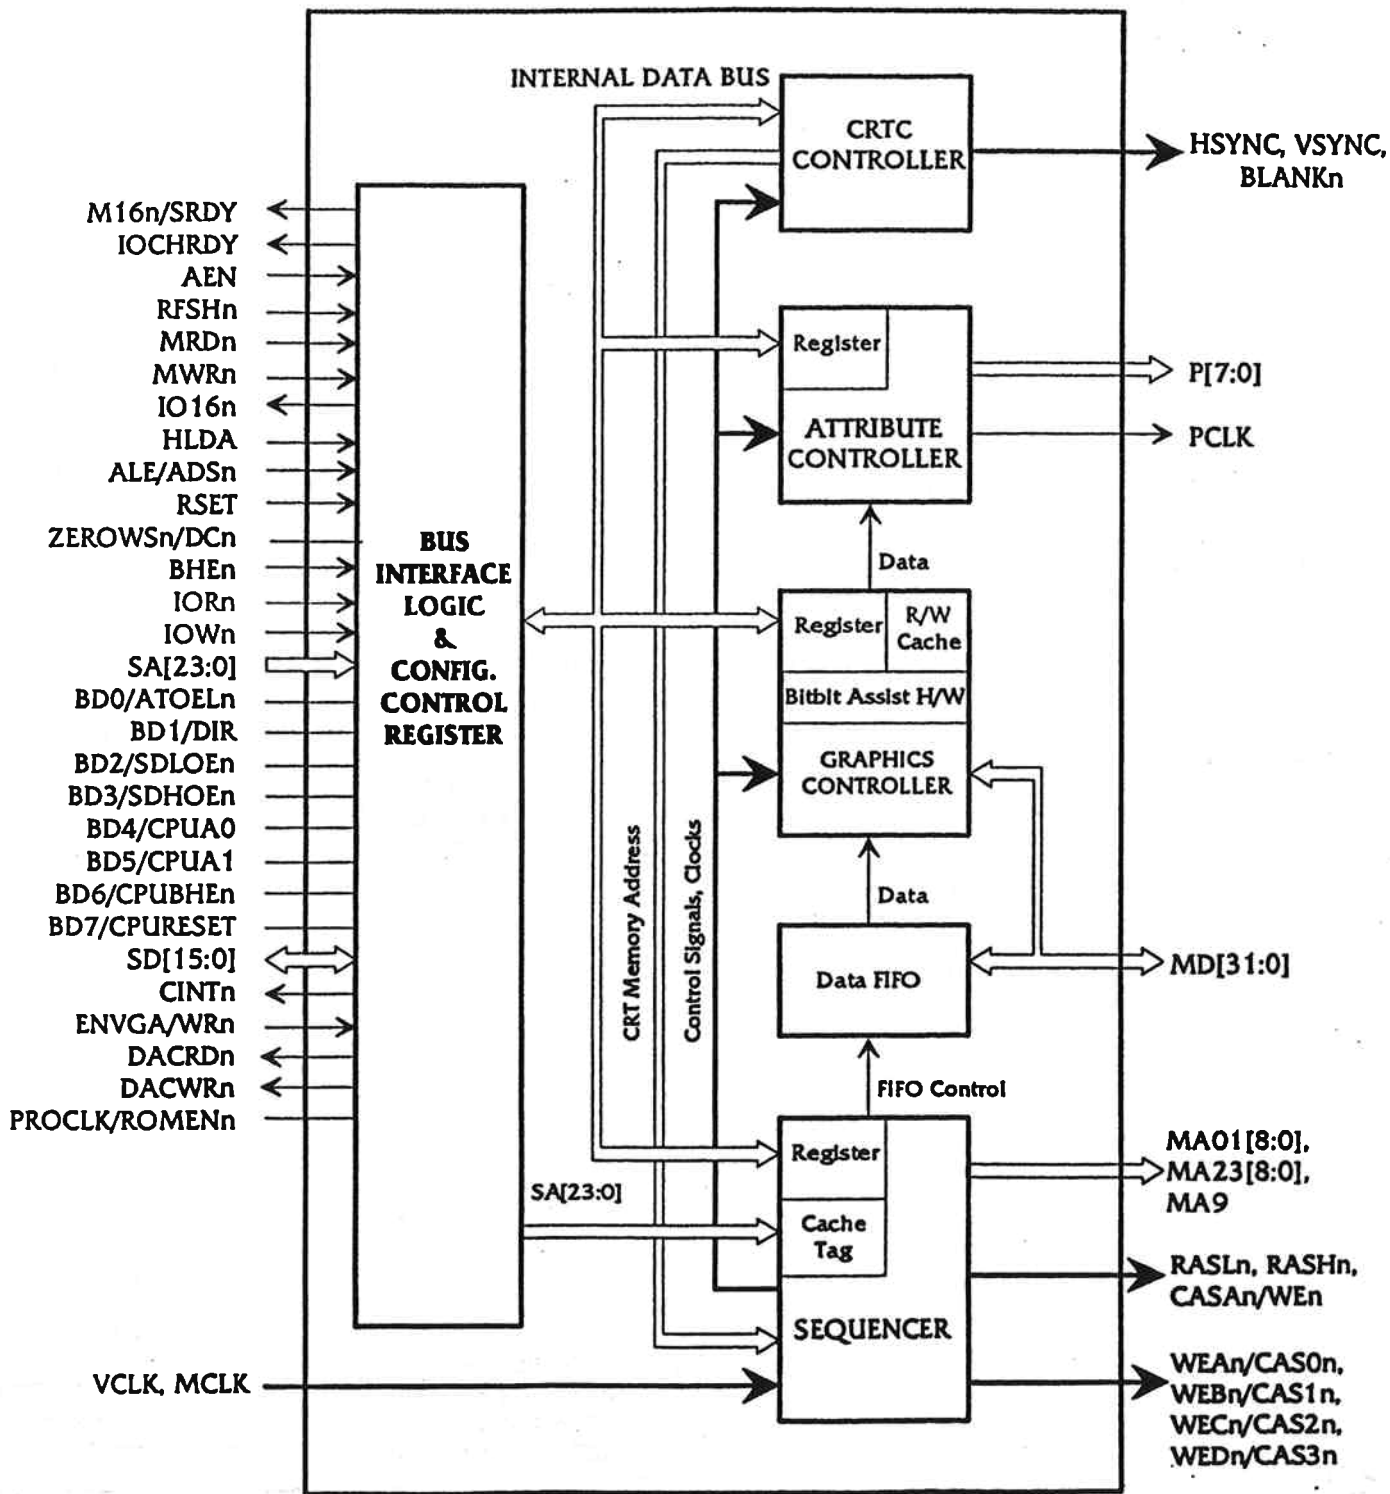 INTERNAL DATA BUS
CRTC
CONTROLLER
HSYNC, VSYNC,
BLANKn
M16n/SRDY
IOCHRDY
AEN
RFSHn
MRDn
MWRn
IO16n
HLDA
ALE/ADSn
RSET
ZEROWSn/DCn
BHEn
IORn
IOWn
SA[23:0]
BD0/ATOELn
BD1/DIR
BD2/SDLOEn
BD3/SDHOEn
BD4/CPUA0
BD5/CPUA1
BD6/CPUBHEn
BD7/CPURESET
SD[15:0]
CINTn
ENVGA/WRn
DACRDn
DACWRn
PROCLK/ROMENn
VCLK, MCLK
BUS
INTERFACE
LOGIC
&
CONFIG.
CONTROL
REGISTER
SA[23:0]
CRT Memory Address
Control Signals, Clocks
Register
ATTRIBUTE
CONTROLLER
P[7:0]
PCLK
Data
Register
R/W
Cache
Bitblt Assist H/W
GRAPHICS
CONTROLLER
Data
Data FIFO
MD[31:0]
FIFO Control
Register
Cache
Tag
SEQUENCER
MA01[8:0],
MA23[8:0],
MA9
RASLn, RASHn,
CASAn/WEn
WEAn/CAS0n,
WEBn/CAS1n,
WECn/CAS2n,
WEDn/CAS3n